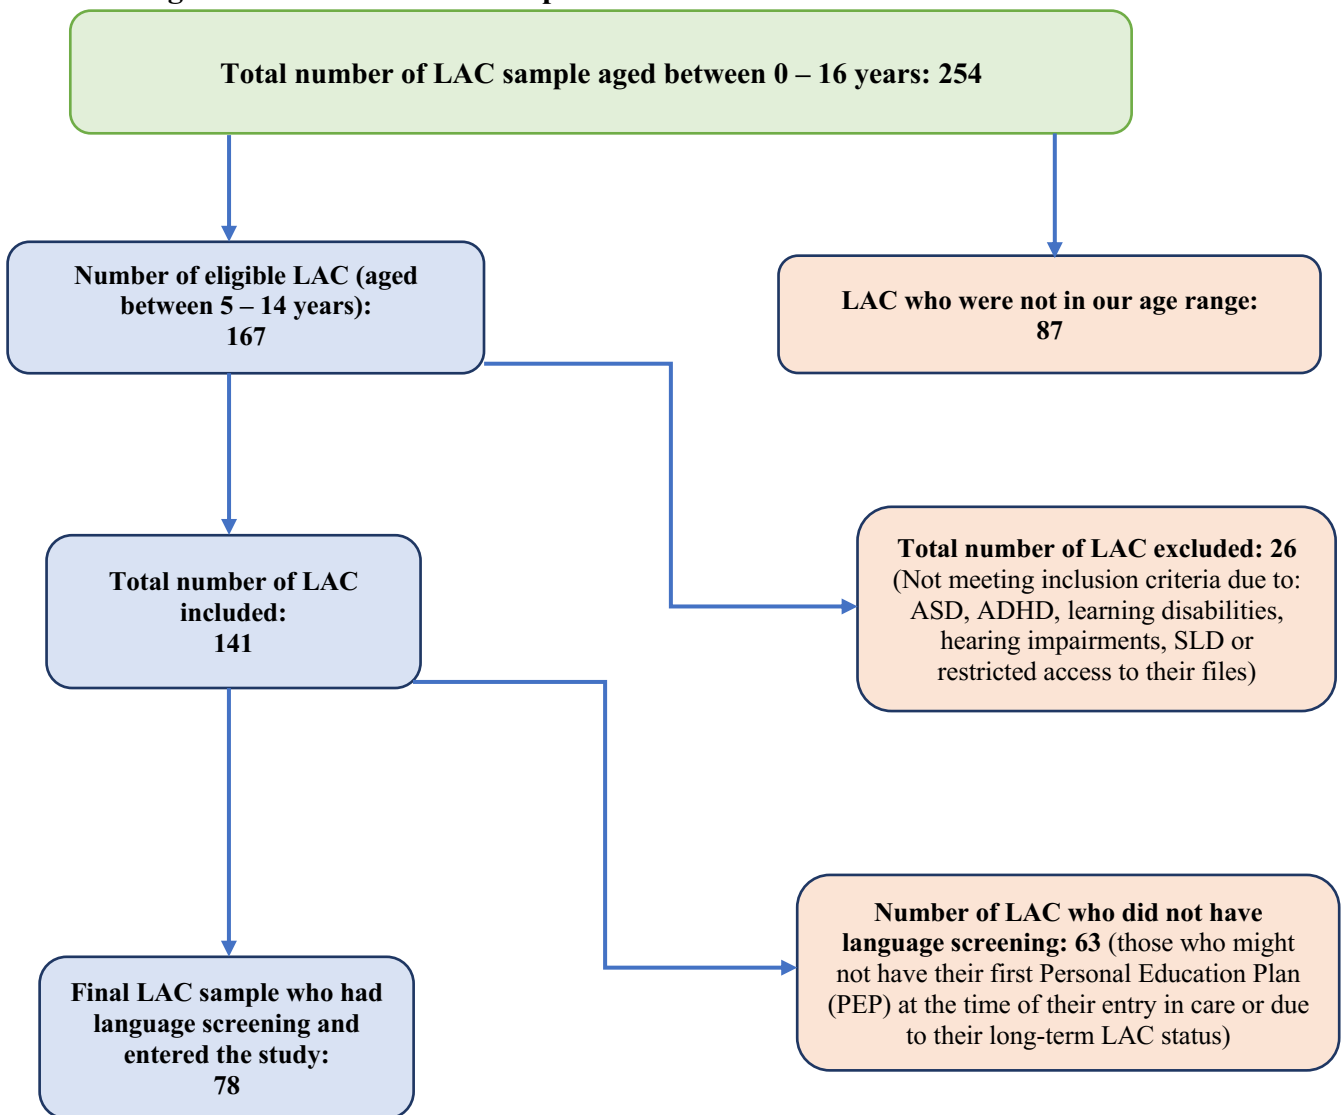 Total number of LAC sample aged between 0 – 16 years: 254
Number of eligible LAC (aged
between 5 – 14 years):
167
LAC who were not in our age range:
87
Total number of LAC
included:
141
Total number of LAC excluded: 26
(Not meeting inclusion criteria due to:
ASD, ADHD, learning disabilities,
hearing impairments, SLD or
restricted access to their files)
Final LAC sample who had
language screening and
entered the study:
78
Number of LAC who did not have
language screening: 63 (those who might
not have their first Personal Education Plan
(PEP) at the time of their entry in care or due
to their long-term LAC status)